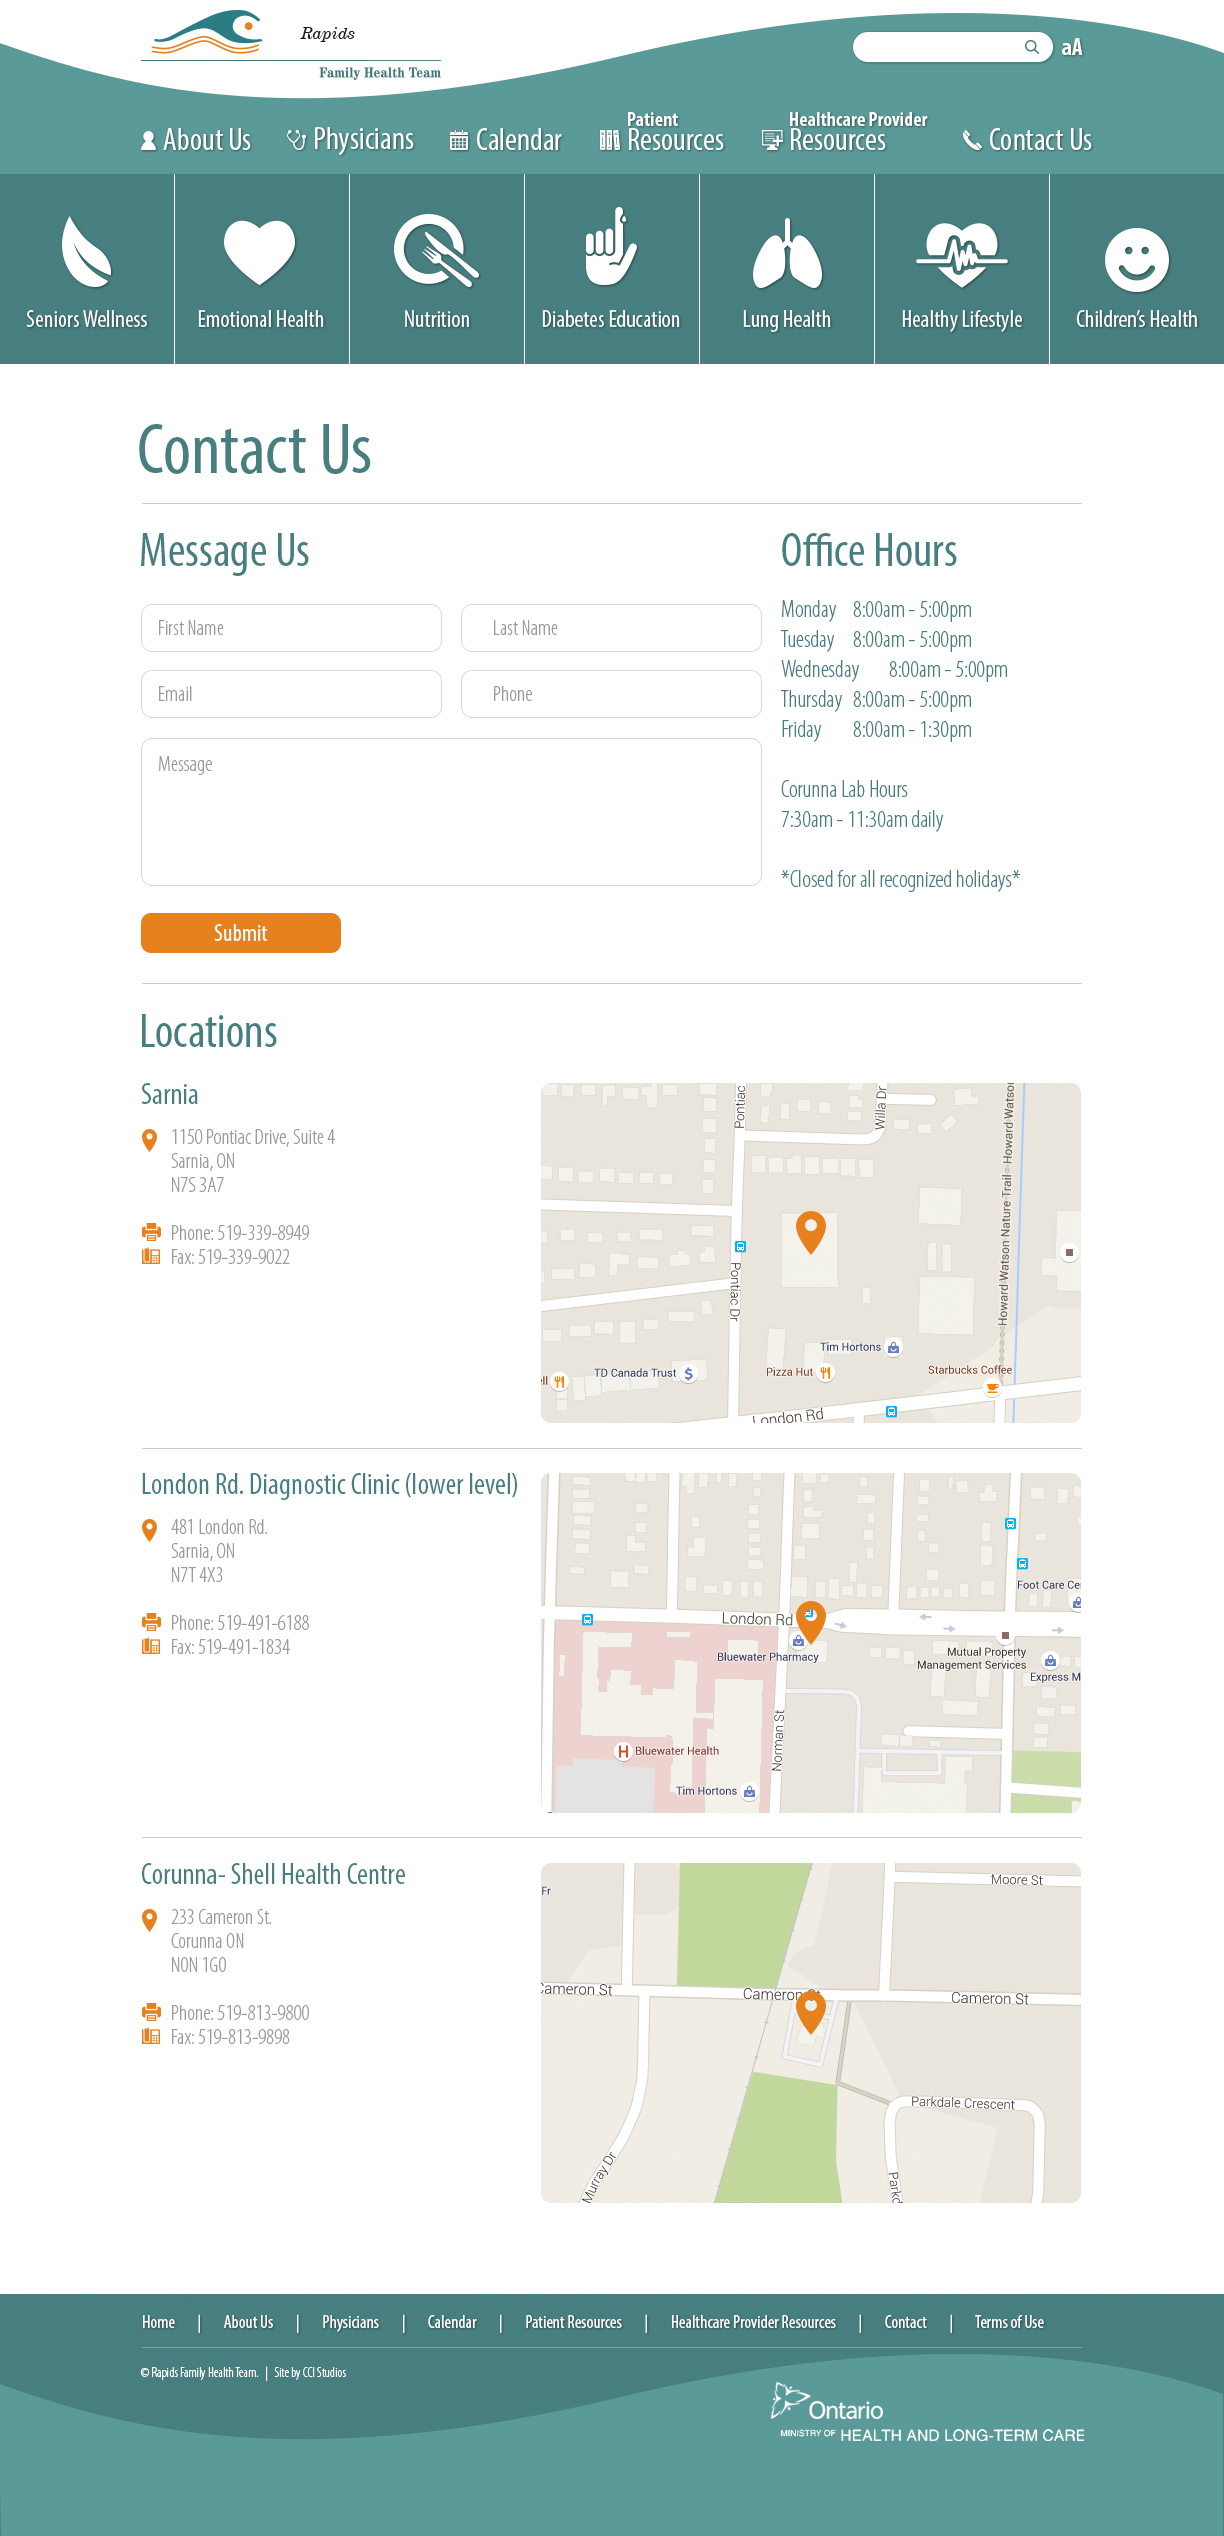 Rapids
Family Health Team
aA
About Us
Physicians
Calendar
Patient
Resources
Healthcare Provider
Resources
Contact Us
Seniors Wellness
Emotional Health
Nutrition
Diabetes Education
Lung Health
Healthy Lifestyle
Children's Health
Contact Us
Message Us
First Name
Last Name
Email
Phone
Message
Submit
Office Hours
Monday 8:00am - 5:00pm
Tuesday 8:00am - 5:00pm
Wednesday 8:00am - 5:00pm
Thursday 8:00am - 5:00pm
Friday 8:00am - 1:30pm
Corunna Lab Hours
7:30am - 11:30am daily
*Closed for all recognized holidays*
Locations
Sarnia
1150 Pontiac Drive, Suite 4
Sarnia, ON
N7S 3A7
Phone: 519-339-8949
Fax: 519-339-9022
Pontiac
Willa Dr
Howard Watson
Howard Watson Nature Trail
Pontiac Dr
Tim Hortons
TD Canada Trust
Pizza Hut
Starbucks Coffee
ll
London Rd
London Rd. Diagnostic Clinic (lower level)
481 London Rd.
Sarnia, ON
N7T 4X3
Phone: 519-491-6188
Fax: 519-491-1834
Foot Care Ce
London Rd
Bluewater Pharmacy
Mutual Property
Management Services
Express M
Norman St
H Bluewater Health
Tim Hortons
Corunna- Shell Health Centre
233 Cameron St.
Corunna ON
N0N 1G0
Phone: 519-813-9800
Fax: 519-813-9898
Fr
Moore St
Cameron St
Cameron St
Cameron St
Parkdale Crescent
Murray Dr
Parkd
Home | About Us | Physicians | Calendar | Patient Resources | Healthcare Provider Resources | Contact | Terms of Use
© Rapids Family Health Team. | Site by CCI Studios
Ontario
MINISTRY OF HEALTH AND LONG-TERM CARE